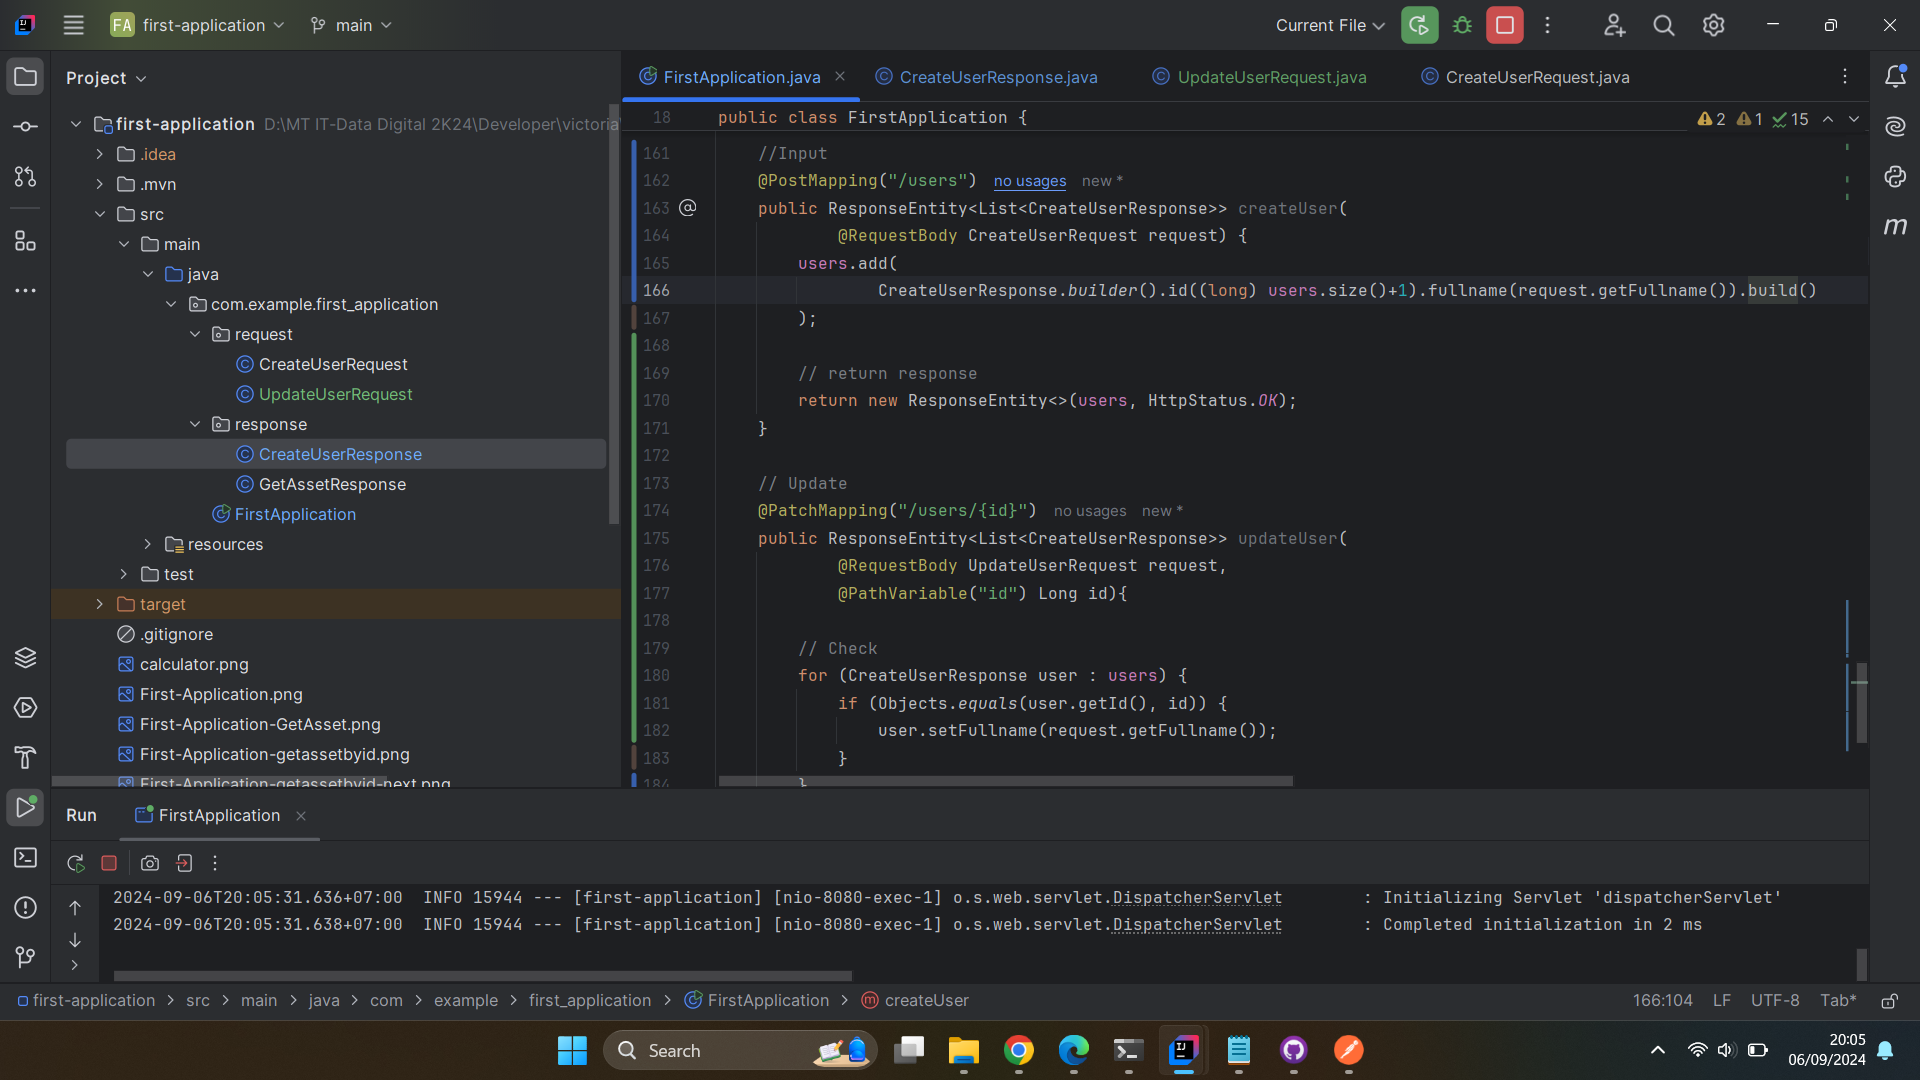 FA first-application main Current File
Project
first-application D:\MT IT-Data Digital 2K24\Developer\victoria
.idea
.mvn
src
main
java
com.example.first_application
request
CreateUserRequest
UpdateUserRequest
response
CreateUserResponse
GetAssetResponse
FirstApplication
resources
test
target
.gitignore
calculator.png
First-Application.png
First-Application-GetAsset.png
First-Application-getassetbyid.png
First-Application-getassetbyid-next.png
FirstApplication.java CreateUserResponse.java UpdateUserRequest.java CreateUserRequest.java
18 public class FirstApplication { 2 1 15
161 //Input
162 @PostMapping("/users") no usages new *
163 public ResponseEntity<List<CreateUserResponse>> createUser(
164 @RequestBody CreateUserRequest request) {
165 users.add(
166 CreateUserResponse.builder().id((long) users.size()+1).fullname(request.getFullname()).build()
167 );
168
169 // return response
170 return new ResponseEntity<>(users, HttpStatus.OK);
171 }
172
173 // Update
174 @PatchMapping("/users/{id}") no usages new *
175 public ResponseEntity<List<CreateUserResponse>> updateUser(
176 @RequestBody UpdateUserRequest request,
177 @PathVariable("id") Long id){
178
179 // Check
180 for (CreateUserResponse user : users) {
181 if (Objects.equals(user.getId(), id)) {
182 user.setFullname(request.getFullname());
183 }
184 }
Run FirstApplication
2024-09-06T20:05:31.636+07:00 INFO 15944 --- [first-application] [nio-8080-exec-1] o.s.web.servlet.DispatcherServlet : Initializing Servlet 'dispatcherServlet'
2024-09-06T20:05:31.638+07:00 INFO 15944 --- [first-application] [nio-8080-exec-1] o.s.web.servlet.DispatcherServlet : Completed initialization in 2 ms
first-application > src > main > java > com > example > first_application > FirstApplication > createUser 166:104 LF UTF-8 Tab*
Search
20:05
06/09/2024